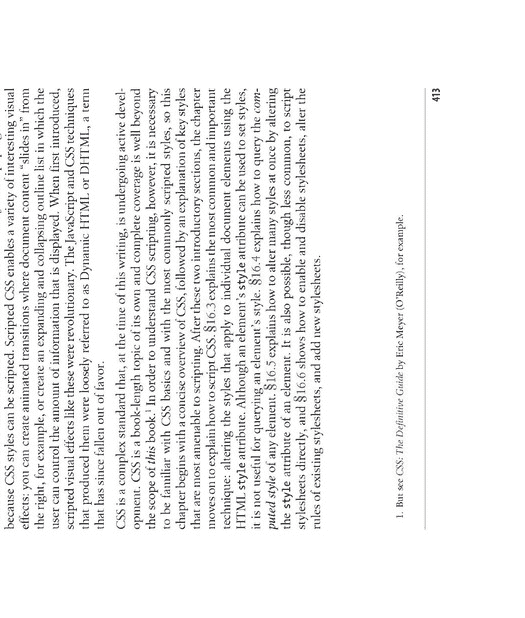 because CSS styles can be scripted. Scripted CSS enables a variety of interesting visual
effects: you can create animated transitions where document content “slides in” from
the right, for example, or create an expanding and collapsing outline list in which the
user can control the amount of information that is displayed. When first introduced,
scripted visual effects like these were revolutionary. The JavaScript and CSS techniques
that produced them were loosely referred to as Dynamic HTML or DHTML, a term
that has since fallen out of favor.
CSS is a complex standard that, at the time of this writing, is undergoing active devel-
opment. CSS is a book-length topic of its own and complete coverage is well beyond
the scope of this book.1 In order to understand CSS scripting, however, it is necessary
to be familiar with CSS basics and with the most commonly scripted styles, so this
chapter begins with a concise overview of CSS, followed by an explanation of key styles
that are most amenable to scripting. After these two introductory sections, the chapter
moves on to explain how to script CSS. §16.3 explains the most common and important
technique: altering the styles that apply to individual document elements using the
HTML style attribute. Although an element’s style attribute can be used to set styles,
it is not useful for querying an element’s style. §16.4 explains how to query the com-
puted style of any element. §16.5 explains how to alter many styles at once by altering
the style attribute of an element. It is also possible, though less common, to script
stylesheets directly, and §16.6 shows how to enable and disable stylesheets, alter the
rules of existing stylesheets, and add new stylesheets.
1. But see CSS: The Definitive Guide by Eric Meyer (O’Reilly), for example.
413